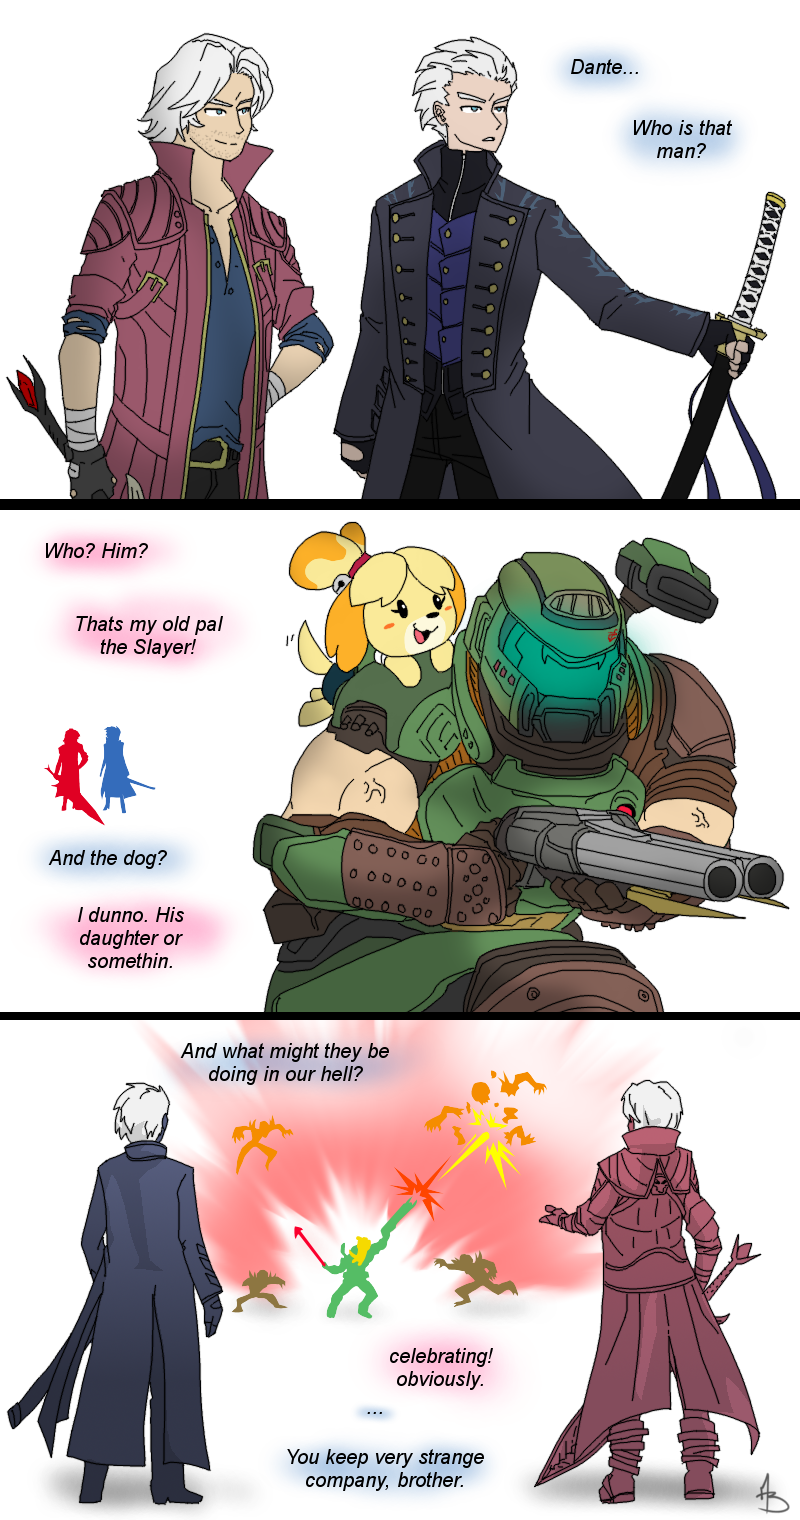 Dante...
Who is that
man?
Who? Him?
Thats my old pal
the Slayer!
And the dog?
I dunno. His
daughter or
somethin.
And what might they be
doing in our hell?
celebrating!
obviously.
...
You keep very strange
company, brother.
AB